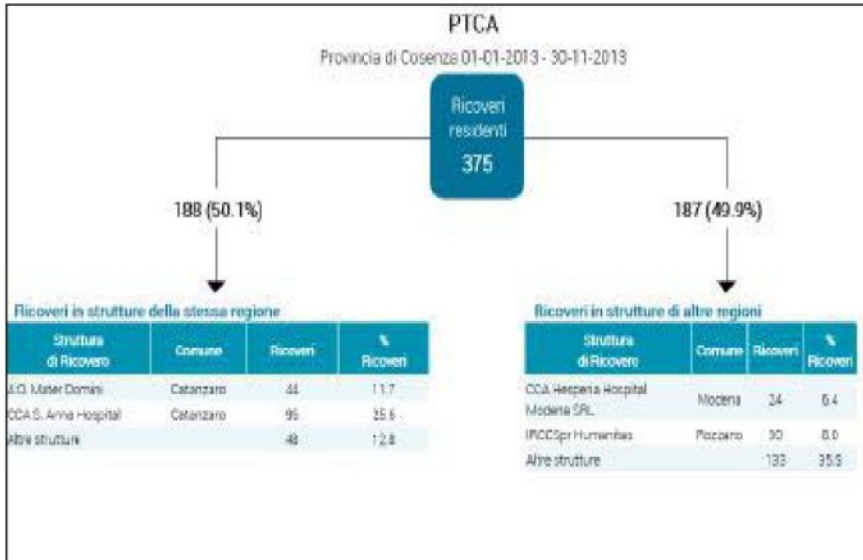 PTCA
Provincia di Cosenza 01-01-2013 - 30-11-2013
Ricoveri
residenti
375
188 (50.1%)
187 (49.9%)
Ricoveri in strutture della stessa regione
Struttura
di Ricovero
Comune
Ricoveri
%
Ricoveri
A.O. Mater Domini Catanzaro 44 11.7
CCA S. Anna Hospital Catanzaro 96 25.6
Altre strutture 48 12.8
Ricoveri in strutture di altre regioni
Struttura
di Ricovero
Comune
Ricoveri
%
Ricoveri
CCA Hesperia Hospital
Modena SRL
Modena 24 6.4
IRCCSpr Humanitas Rozzano 30 8.0
Altre strutture 133 35.5